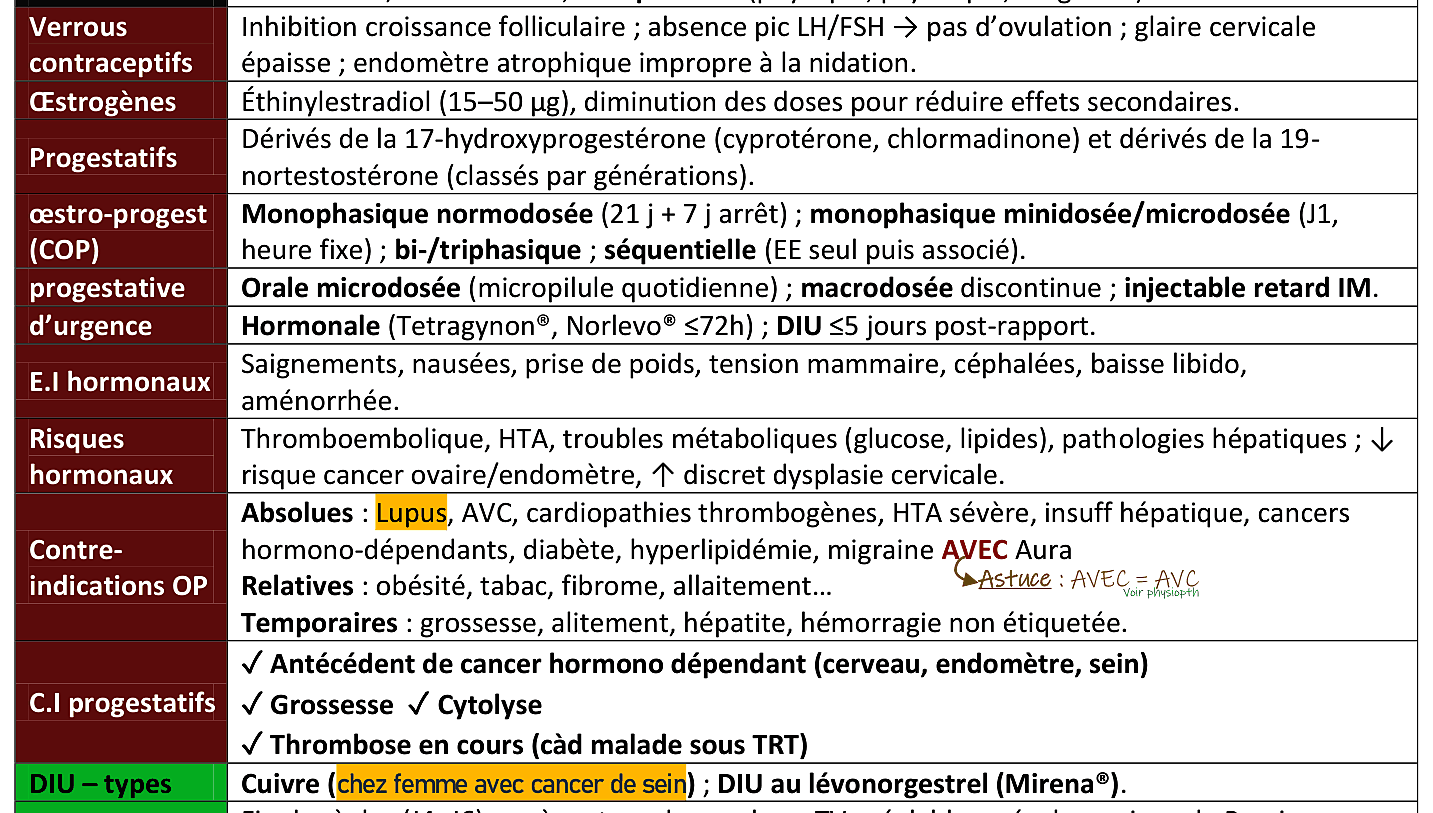 Verrous contraceptifs
Inhibition croissance folliculaire ; absence pic LH/FSH → pas d’ovulation ; glaire cervicale
épaisse ; endomètre atrophique impropre à la nidation.
Œstrogènes
Éthinylestradiol (15–50 µg), diminution des doses pour réduire effets secondaires.
Progestatifs
Dérivés de la 17-hydroxyprogestérone (cyprotérone, chlormadinone) et dérivés de la 19-
nortestostérone (classés par générations).
œstro-progest
(COP)
Monophasique normodosée (21 j + 7 j arrêt) ; monophasique minidosée/microdosée (J1,
heure fixe) ; bi-/triphasique ; séquentielle (EE seul puis associé).
progestative
Orale microdosée (micropilule quotidienne) ; macrodosée discontinue ; injectable retard IM.
d’urgence
Hormonale (Tetragynon®, Norlevo® ≤72h) ; DIU ≤5 jours post-rapport.
E.I hormonaux
Saignements, nausées, prise de poids, tension mammaire, céphalées, baisse libido,
aménorrhée.
Risques
hormonaux
Thromboembolique, HTA, troubles métaboliques (glucose, lipides), pathologies hépatiques ; ↓
risque cancer ovaire/endomètre, ↑ discret dysplasie cervicale.
Contre-
indications OP
Absolues : Lupus, AVC, cardiopathies thrombogènes, HTA sévère, insuff hépatique, cancers
hormono-dépendants, diabète, hyperlipidémie, migraine AVEC Aura
Astuce : AVEC = AVC
Voir physiopth
Relatives : obésité, tabac, fibrome, allaitement…
Temporaires : grossesse, alitement, hépatite, hémorragie non étiquetée.
C.I progestatifs
✓ Antécédent de cancer hormono dépendant (cerveau, endomètre, sein)
✓ Grossesse ✓ Cytolyse
✓ Thrombose en cours (càd malade sous TRT)
DIU – types
Cuivre (chez femme avec cancer de sein) ; DIU au lévonorgestrel (Mirena®).